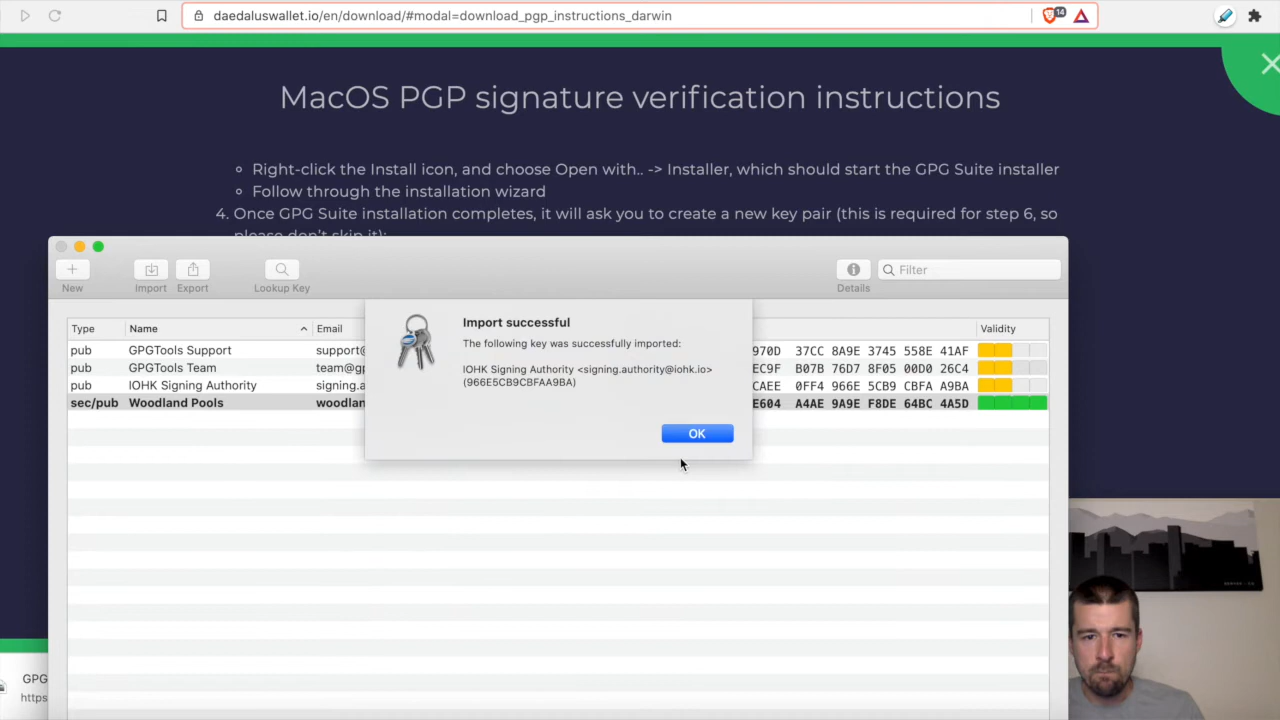 daedaluswallet.io/en/download/#modal=download_pgp_instructions_darwin
14
MacOS PGP signature verification instructions
Right-click the Install icon, and choose Open with.. -> Installer, which should start the GPG Suite installer
Follow through the installation wizard
4. Once GPG Suite installation completes, it will ask you to create a new key pair (this is required for step 6, so
please don't skip it):
New
Import
Export
Lookup Key
Details
Filter
Type Name Email Validity
pub GPGTools Support support@ 970D 37CC 8A9E 3745 558E 41AF
pub GPGTools Team team@gp EC9F B07B 76D7 8F05 00D0 26C4
pub IOHK Signing Authority signing.a CAEE 0FF4 966E 5CB9 CBFA A9BA
sec/pub Woodland Pools woodlan E604 A4AE 9A9E F8DE 64BC 4A5D
Import successful
The following key was successfully imported:
IOHK Signing Authority <signing.authority@iohk.io>
(966E5CB9CBFAA9BA)
OK
GPG
https